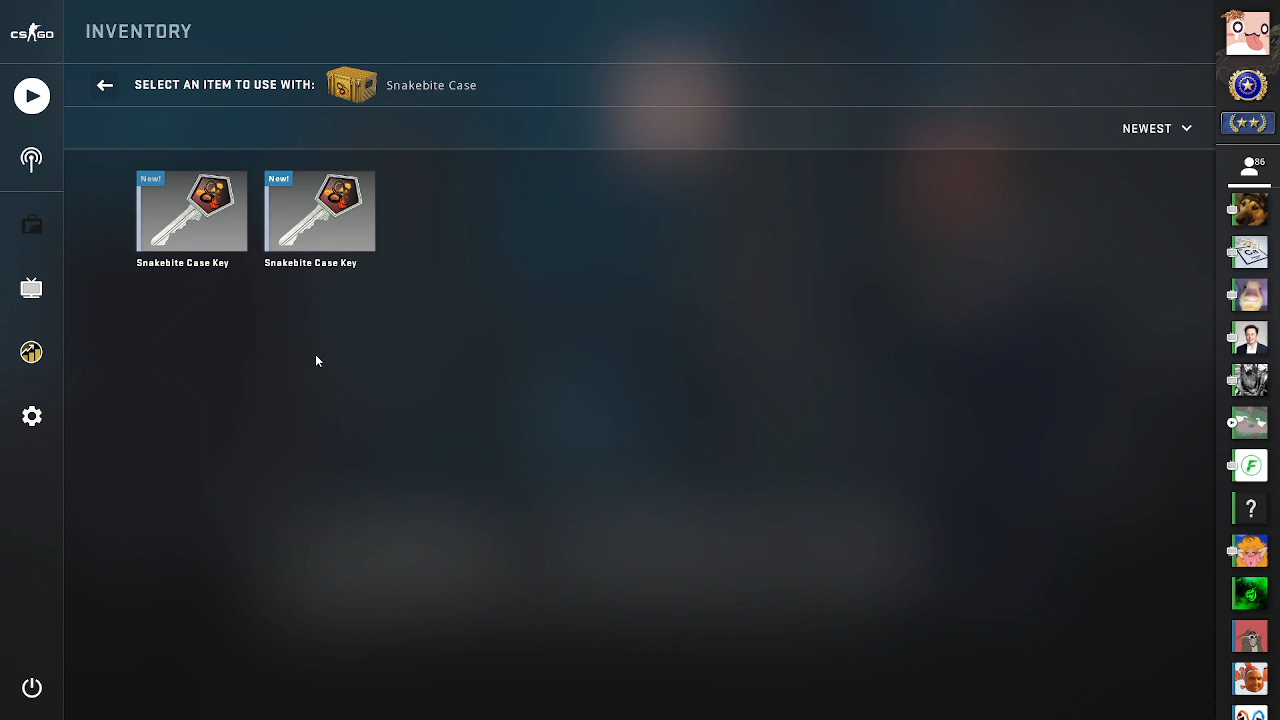 CS GO
INVENTORY
SELECT AN ITEM TO USE WITH: Snakebite Case
NEWEST
86
New!
Snakebite Case Key
New!
Snakebite Case Key
Ca
F
?